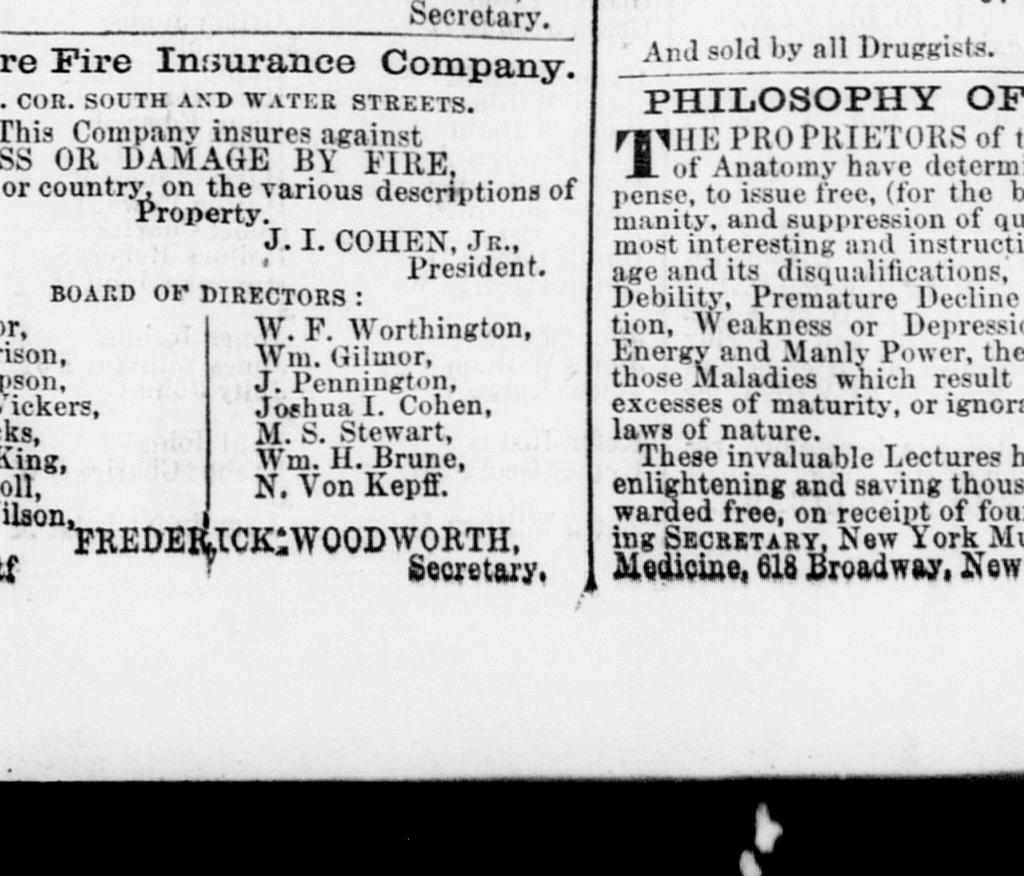 Secretary.
re Fire Insurance Company.
. COR. SOUTH AND WATER STREETS.
This Company insures against
SS OR DAMAGE BY FIRE,
or country, on the various descriptions of
Property.
J. I. COHEN, JR.,
President.
BOARD OF DIRECTORS :
or,
rison,
pson,
Vickers,
cks,
King,
oll,
ilson,
W. F. Worthington,
Wm. Gilmor,
J. Pennington,
Joshua I. Cohen,
M. S. Stewart,
Wm. H. Brune,
N. Von Kepff.
FREDERICK WOODWORTH,
tf Secretary.
And sold by all Druggists.
PHILOSOPHY OF
THE PROPRIETORS of t
of Anatomy have determi
pense, to issue free, (for the b
manity, and suppression of qu
most interesting and instructi
age and its disqualifications,
Debility, Premature Decline
tion, Weakness or Depressio
Energy and Manly Power, the
those Maladies which result
excesses of maturity, or ignora
laws of nature.
These invaluable Lectures h
enlightening and saving thous
warded free, on receipt of fou
ing SECRETARY, New York Mu
Medicine, 618 Broadway, New